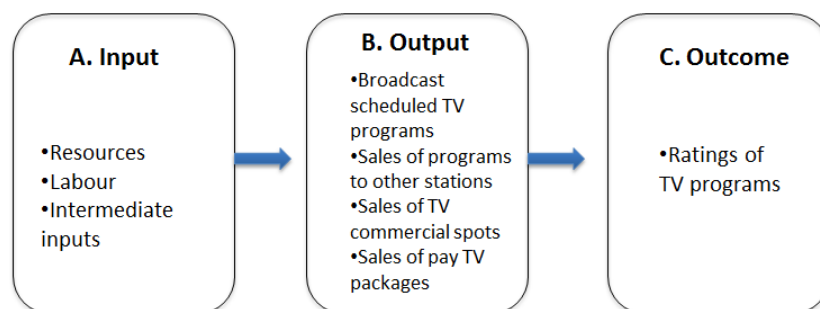 A. Input
•Resources
•Labour
•Intermediate
inputs
B. Output
•Broadcast
scheduled TV
programs
•Sales of programs
to other stations
•Sales of TV
commercial spots
•Sales of pay TV
packages
C. Outcome
•Ratings of
TV programs